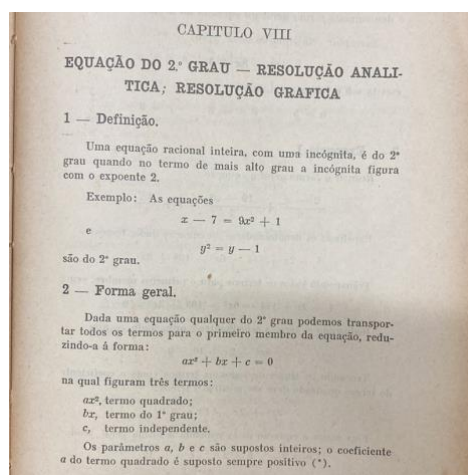 CAPITULO VIII
EQUAÇÃO DO 2.º GRAU — RESOLUÇÃO ANALI-
TICA; RESOLUÇÃO GRAFICA
1 — Definição.
Uma equação racional inteira, com uma incógnita, é do 2º
grau quando no termo de mais alto grau a incógnita figura
com o expoente 2.
Exemplo: As equações
x — 7 = 9x² + 1
e
y² = y — 1
são do 2º grau.
2 — Forma geral.
Dada uma equação qualquer do 2º grau podemos transpor-
tar todos os termos para o primeiro membro da equação, redu-
zindo-a á forma:
ax² + bx + c = 0
na qual figuram três termos:
ax², termo quadrado;
bx, termo do 1º grau;
c, termo independente.
Os parâmetros a, b e c são supostos inteiros; o coeficiente
a do termo quadrado é suposto sempre positivo (*).